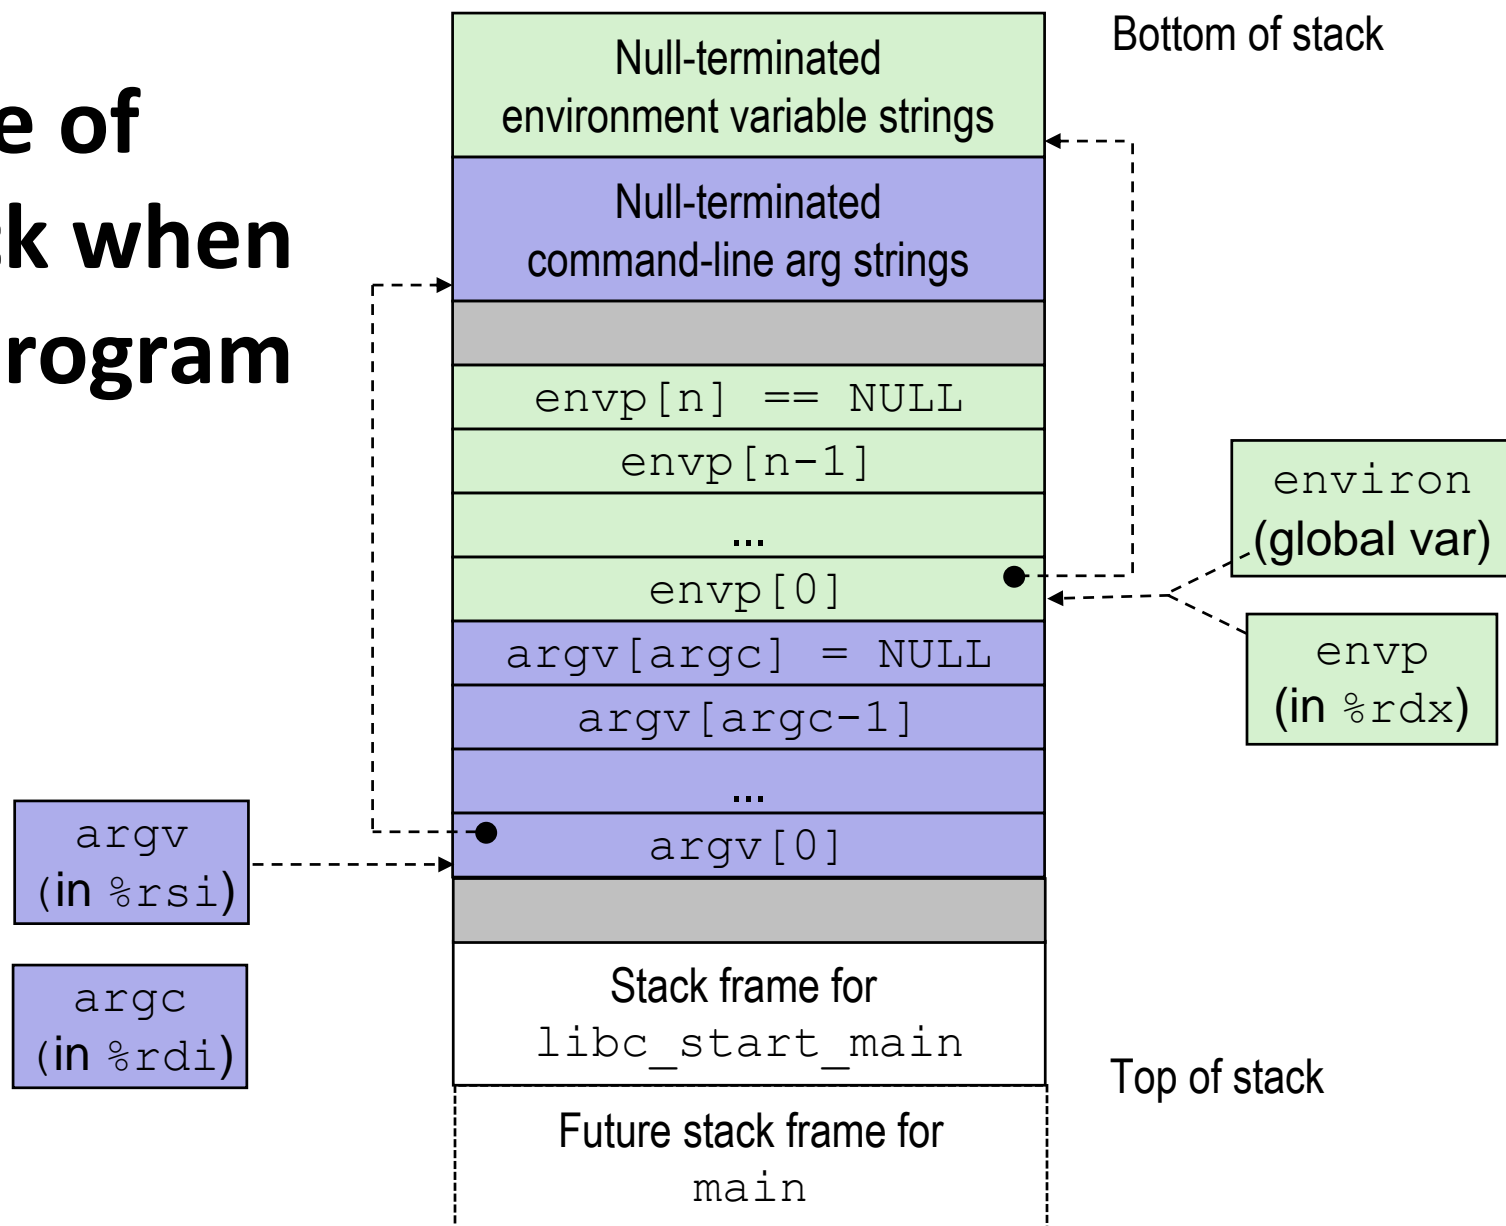 e of
ck when
rogram
Bottom of stack
Null-terminated
environment variable strings
Null-terminated
command-line arg strings
envp[n] == NULL
envp[n-1]
...
envp[0]
argv[argc] = NULL
argv[argc-1]
...
argv[0]
environ
(global var)
envp
(in %rdx)
argv
(in %rsi)
argc
(in %rdi)
Stack frame for
libc_start_main
Top of stack
Future stack frame for
main